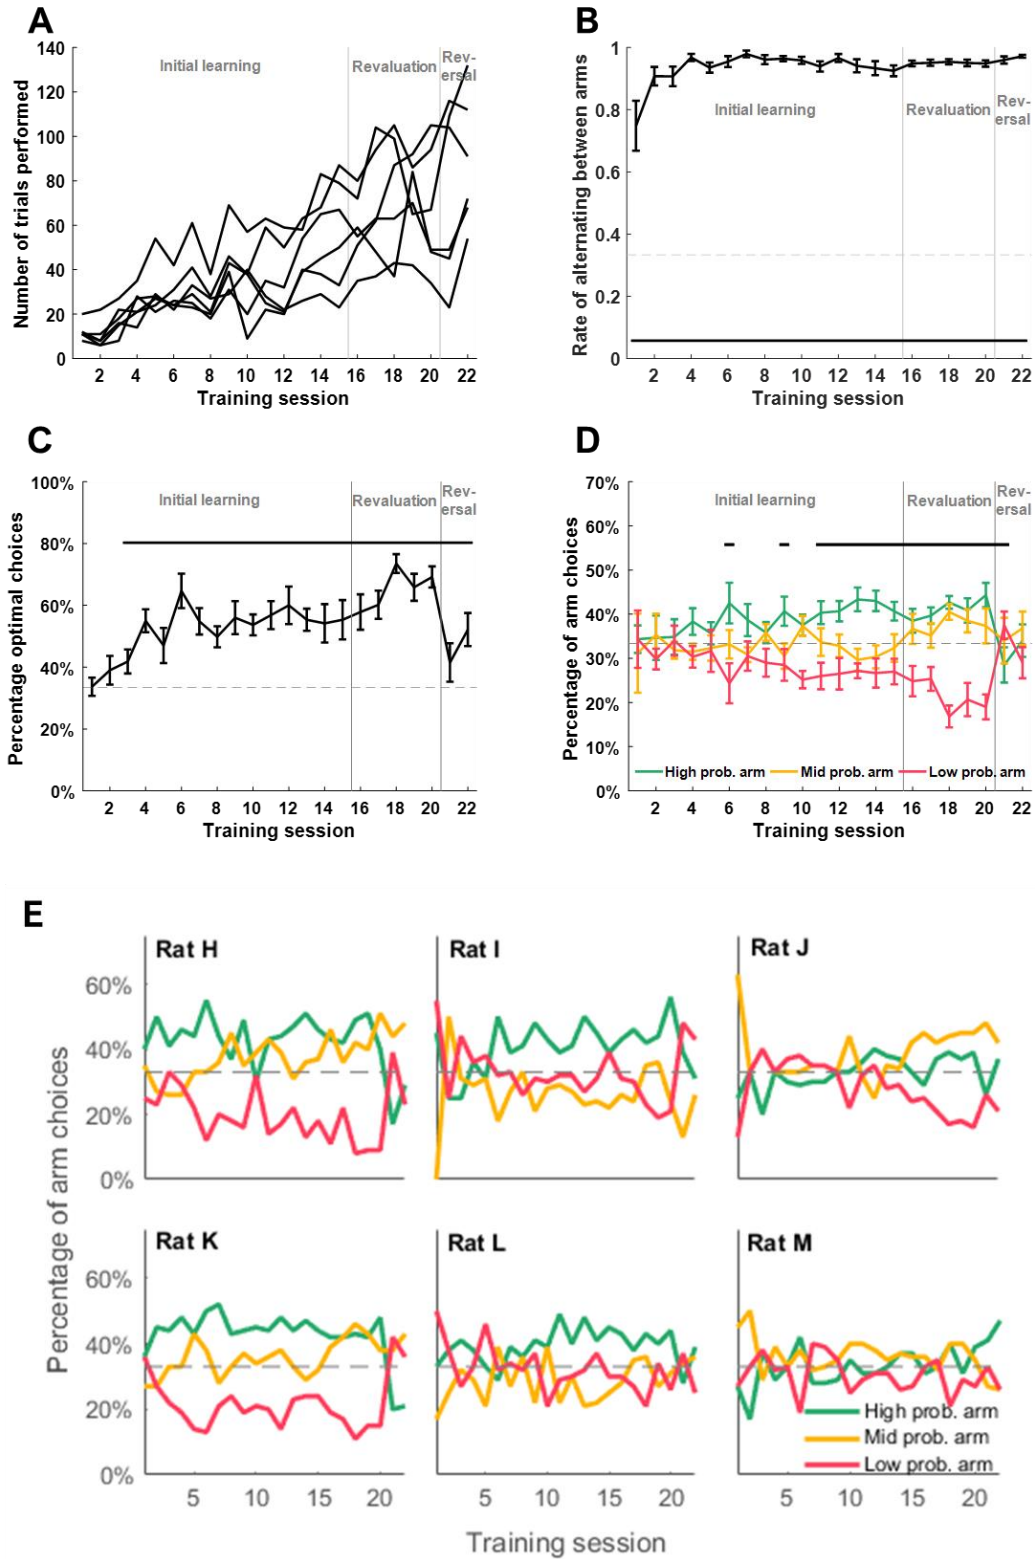 A
Number of trials performed
140
120
100
80
60
40
20
0
Initial learning
Revaluation
Rev-
ersal
2 4 6 8 10 12 14 16 18 20 22
Training session
B
Rate of alternating between arms
1
0.8
0.6
0.4
0.2
0
Initial learning
Revaluation
Rev-
ersal
2 4 6 8 10 12 14 16 18 20 22
Training session
C
Percentage optimal choices
100%
80%
60%
40%
20%
0%
Initial learning
Revaluation
Rev-
ersal
2 4 6 8 10 12 14 16 18 20 22
Training session
D
Percentage of arm choices
70%
60%
50%
40%
30%
20%
10%
0%
Initial learning
Revaluation
Rev-
ersal
High prob. arm Mid prob. arm Low prob. arm
2 4 6 8 10 12 14 16 18 20 22
Training session
E
Percentage of arm choices
Rat H
Rat I
Rat J
60%
40%
20%
0%
Rat K
Rat L
Rat M
60%
40%
20%
0%
High prob. arm
Mid prob. arm
Low prob. arm
5 10 15 20
5 10 15 20
5 10 15 20
Training session